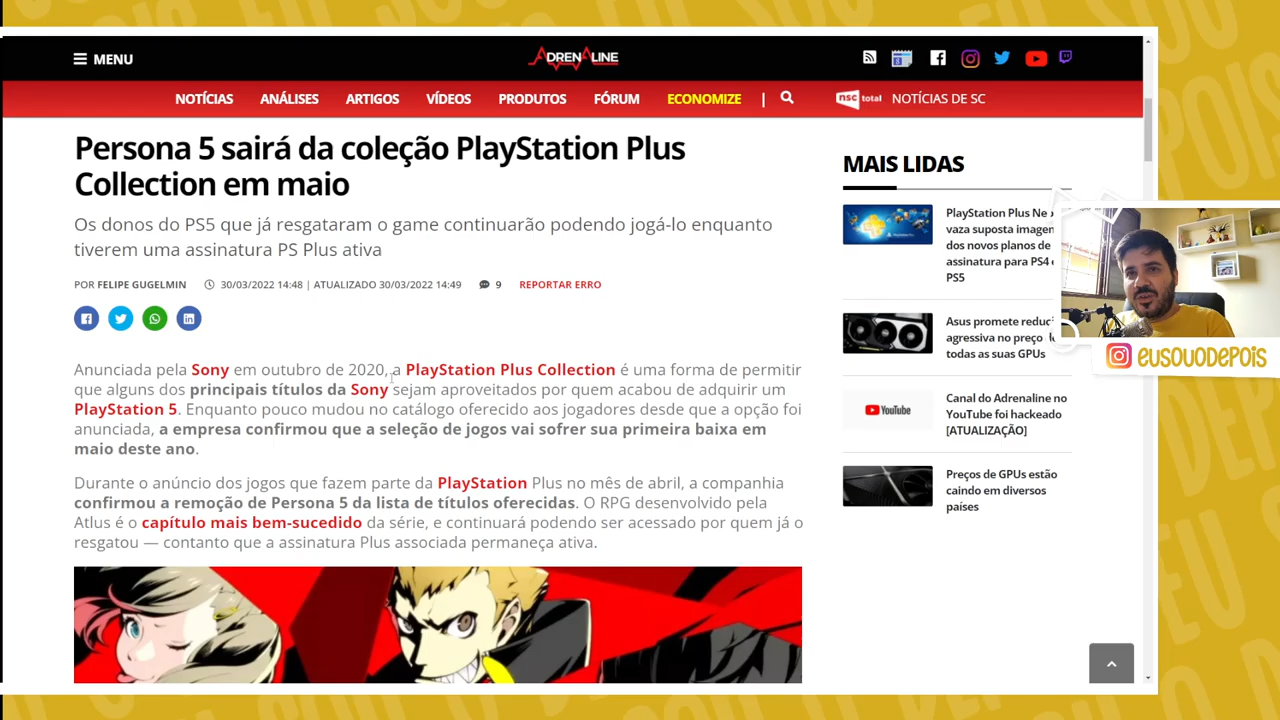 MENU
ADRENALINE
NOTÍCIAS ANÁLISES ARTIGOS VÍDEOS PRODUTOS FÓRUM ECONOMIZE | nsc total NOTÍCIAS DE SC
Persona 5 sairá da coleção PlayStation Plus
Collection em maio
Os donos do PS5 que já resgataram o game continuarão podendo jogá-lo enquanto
tiverem uma assinatura PS Plus ativa
POR FELIPE GUGELMIN 30/03/2022 14:48 | ATUALIZADO 30/03/2022 14:49 9 REPORTAR ERRO
Anunciada pela Sony em outubro de 2020, a PlayStation Plus Collection é uma forma de permitir
que alguns dos principais títulos da Sony sejam aproveitados por quem acabou de adquirir um
PlayStation 5. Enquanto pouco mudou no catálogo oferecido aos jogadores desde que a opção foi
anunciada, a empresa confirmou que a seleção de jogos vai sofrer sua primeira baixa em
maio deste ano.
Durante o anúncio dos jogos que fazem parte da PlayStation Plus no mês de abril, a companhia
confirmou a remoção de Persona 5 da lista de títulos oferecidas. O RPG desenvolvido pela
Atlus é o capítulo mais bem-sucedido da série, e continuará podendo ser acessado por quem já o
resgatou — contanto que a assinatura Plus associada permaneça ativa.
MAIS LIDAS
PlayStation Plus
vaza suposta imagem
dos novos planos de
assinatura para PS4
PS5
Asus promete
agressiva no preço
todas as suas GPUs
YouTube
Canal do Adrenaline no
YouTube foi hackeado
[ATUALIZAÇÃO]
Preços de GPUs estão
caindo em diversos
países
eusouodepois